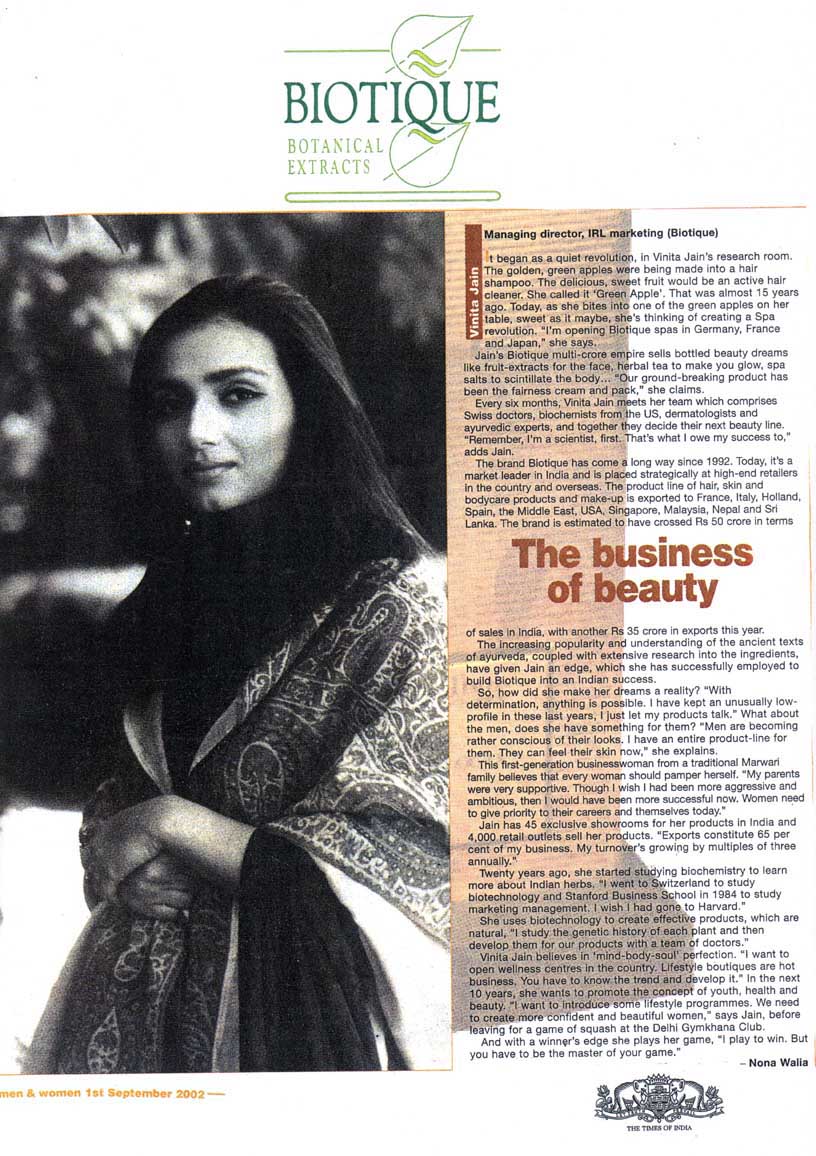 BIOTIQUE
BOTANICAL
EXTRACTS
Vinita Jain
Managing director, IRL marketing (Biotique)
It began as a quiet revolution, in Vinita Jain's research room.
The golden, green apples were being made into a hair
shampoo. The delicious, sweet fruit would be an active hair
cleaner. She called it 'Green Apple'. That was almost 15 years
ago. Today, as she bites into one of the green apples on her
table, sweet as it maybe, she's thinking of creating a Spa
revolution. "I'm opening Biotique spas in Germany, France
and Japan," she says.
Jain's Biotique multi-crore empire sells bottled beauty dreams
like fruit-extracts for the face, herbal tea to make you glow, spa
salts to scintillate the body... "Our ground-breaking product has
been the fairness cream and pack," she claims.
Every six months, Vinita Jain meets her team which comprises
Swiss doctors, biochemists from the US, dermatologists and
ayurvedic experts, and together they decide their next beauty line.
"Remember, I'm a scientist, first. That's what I owe my success to,"
adds Jain.
The brand Biotique has come a long way since 1992. Today, it's a
market leader in India and is placed strategically at high-end retailers
in the country and overseas. The product line of hair, skin and
bodycare products and make-up is exported to France, Italy, Holland,
Spain, the Middle East, USA, Singapore, Malaysia, Nepal and Sri
Lanka. The brand is estimated to have crossed Rs 50 crore in terms
The business
of beauty
of sales in India, with another Rs 35 crore in exports this year.
The increasing popularity and understanding of the ancient texts
of ayurveda, coupled with extensive research into the ingredients,
have given Jain an edge, which she has successfully employed to
build Biotique into an Indian success.
So, how did she make her dreams a reality? "With
determination, anything is possible. I have kept an unusually low-
profile in these last years, I just let my products talk." What about
the men, does she have something for them? "Men are becoming
rather conscious of their looks. I have an entire product-line for
them. They can feel their skin now," she explains.
This first-generation businesswoman from a traditional Marwari
family believes that every woman should pamper herself. "My parents
were very supportive. Though I wish I had been more aggressive and
ambitious, then I would have been more successful now. Women need
to give priority to their careers and themselves today."
Jain has 45 exclusive showrooms for her products in India and
4,000 retail outlets sell her products. "Exports constitute 65 per
cent of my business. My turnover's growing by multiples of three
annually."
Twenty years ago, she started studying biochemistry to learn
more about Indian herbs. "I went to Switzerland to study
biotechnology and Stanford Business School in 1984 to study
marketing management. I wish I had gone to Harvard."
She uses biotechnology to create effective products, which are
natural, "I study the genetic history of each plant and then
develop them for our products with a team of doctors."
Vinita Jain believes in 'mind-body-soul' perfection. "I want to
open wellness centres in the country. Lifestyle boutiques are hot
business. You have to know the trend and develop it." In the next
10 years, she wants to promote the concept of youth, health and
beauty. "I want to introduce some lifestyle programmes. We need
to create more confident and beautiful women," says Jain, before
leaving for a game of squash at the Delhi Gymkhana Club.
And with a winner's edge she plays her game, "I play to win. But
you have to be the master of your game."
– Nona Walia
men & women 1st September 2002
THE TIMES OF INDIA